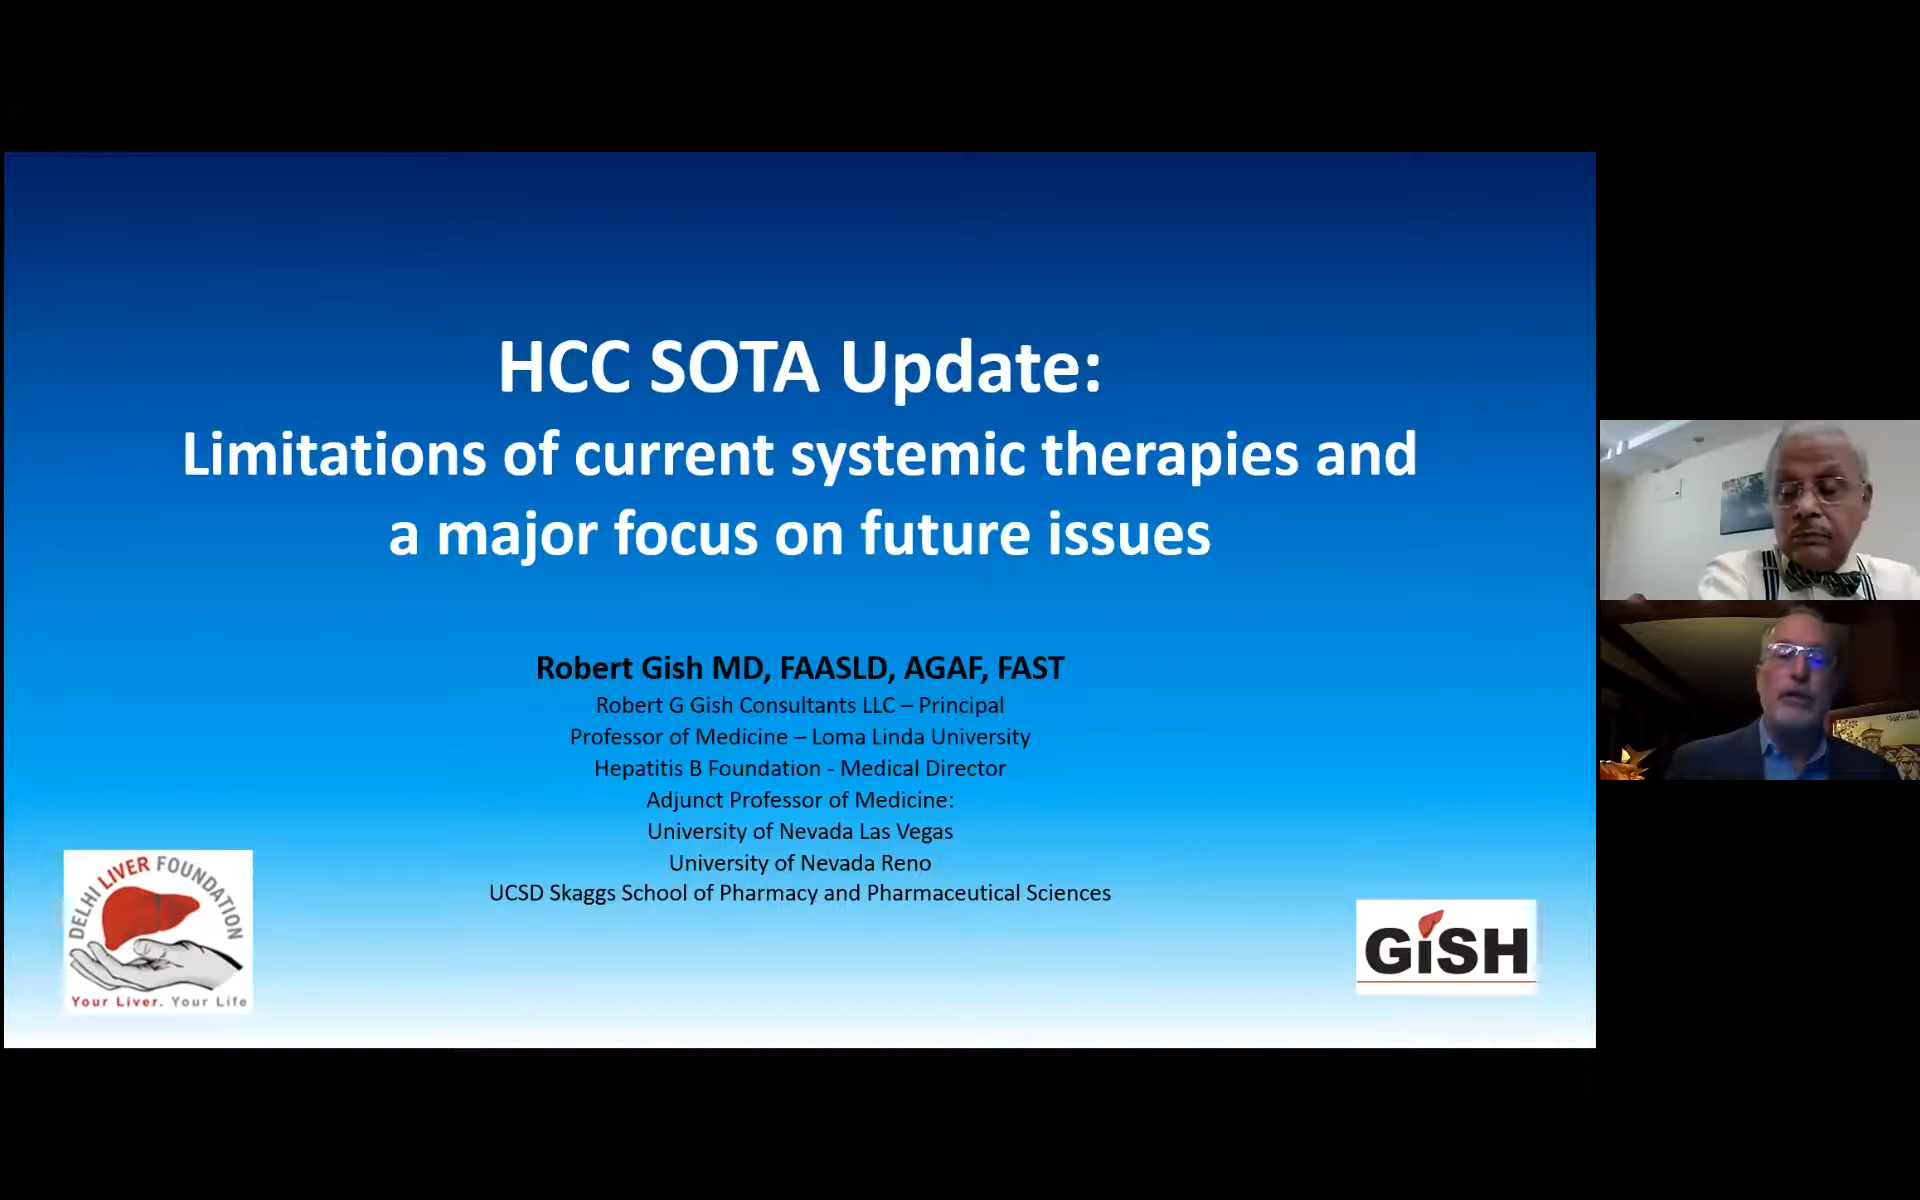 HCC SOTA Update:
Limitations of current systemic therapies and
a major focus on future issues
Robert Gish MD, FAASLD, AGAF, FAST
Robert G Gish Consultants LLC – Principal
Professor of Medicine – Loma Linda University
Hepatitis B Foundation - Medical Director
Adjunct Professor of Medicine:
University of Nevada Las Vegas
University of Nevada Reno
UCSD Skaggs School of Pharmacy and Pharmaceutical Sciences
DELHI LIVER FOUNDATION
Your Liver. Your Life
GiSH